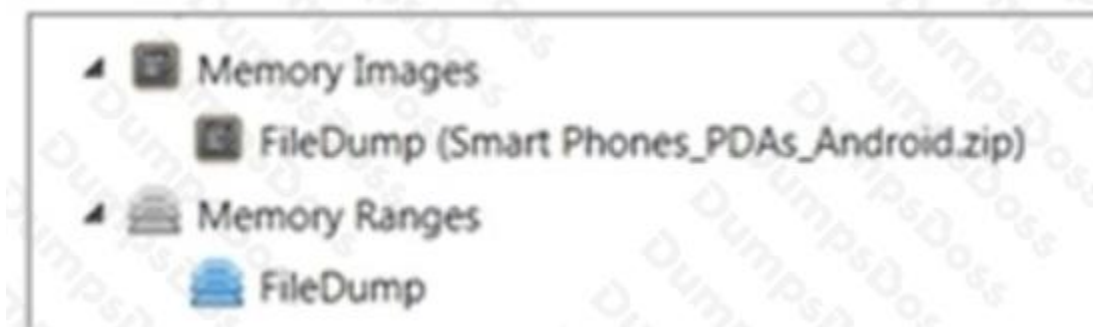 Memory Images
FileDump (Smart Phones_PDAs_Android.zip)
Memory Ranges
FileDump